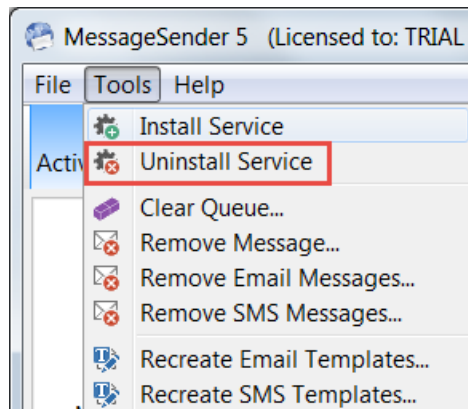 MessageSender 5 (Licensed to: TRIAL
File Tools Help
Install Service
Uninstall Service
Clear Queue...
Remove Message...
Remove Email Messages...
Remove SMS Messages...
Recreate Email Templates...
Recreate SMS Templates...